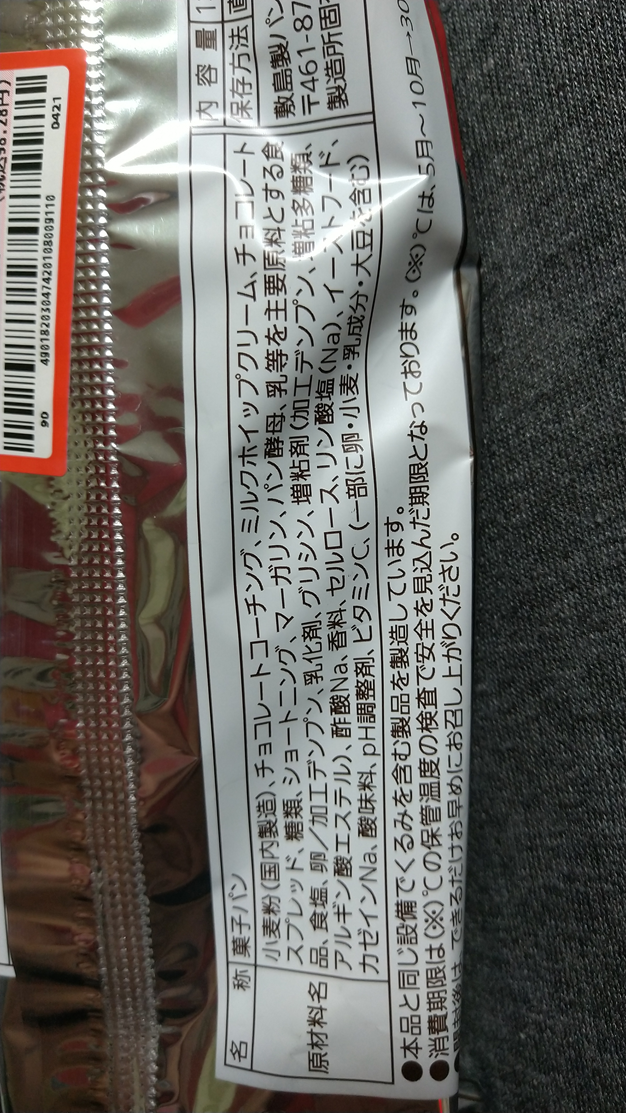 名 称 菓子パン
原材料名
小麦粉(国内製造)、チョコレートコーチング、ミルクホイップクリーム、チョコレート
スプレッド、糖類、ショートニング、マーガリン、パン酵母、乳等を主要原料とする食
品、食塩、卵/加工デンプン、乳化剤、グリシン、増粘剤(加工デンプン、増粘多糖類、
アルギン酸エステル)、酢酸Na、香料、セルロース、リン酸塩(Na)、イーストフード、
カゼインNa、酸味料、pH調整剤、ビタミンC、(一部に卵・小麦・乳成分・大豆を含む)
内 容 量 1
保存方法
敷島製パン
〒461-87
製造所固
●本品と同じ設備でくるみを含む製品を製造しています。
●消費期限は(※)℃の保管温度の検査で安全を見込んだ期限となっております。(※)℃は、5月〜10月→30
できるだけお早めにお召し上がりください。
D421
4901820304742010800911​0
9D